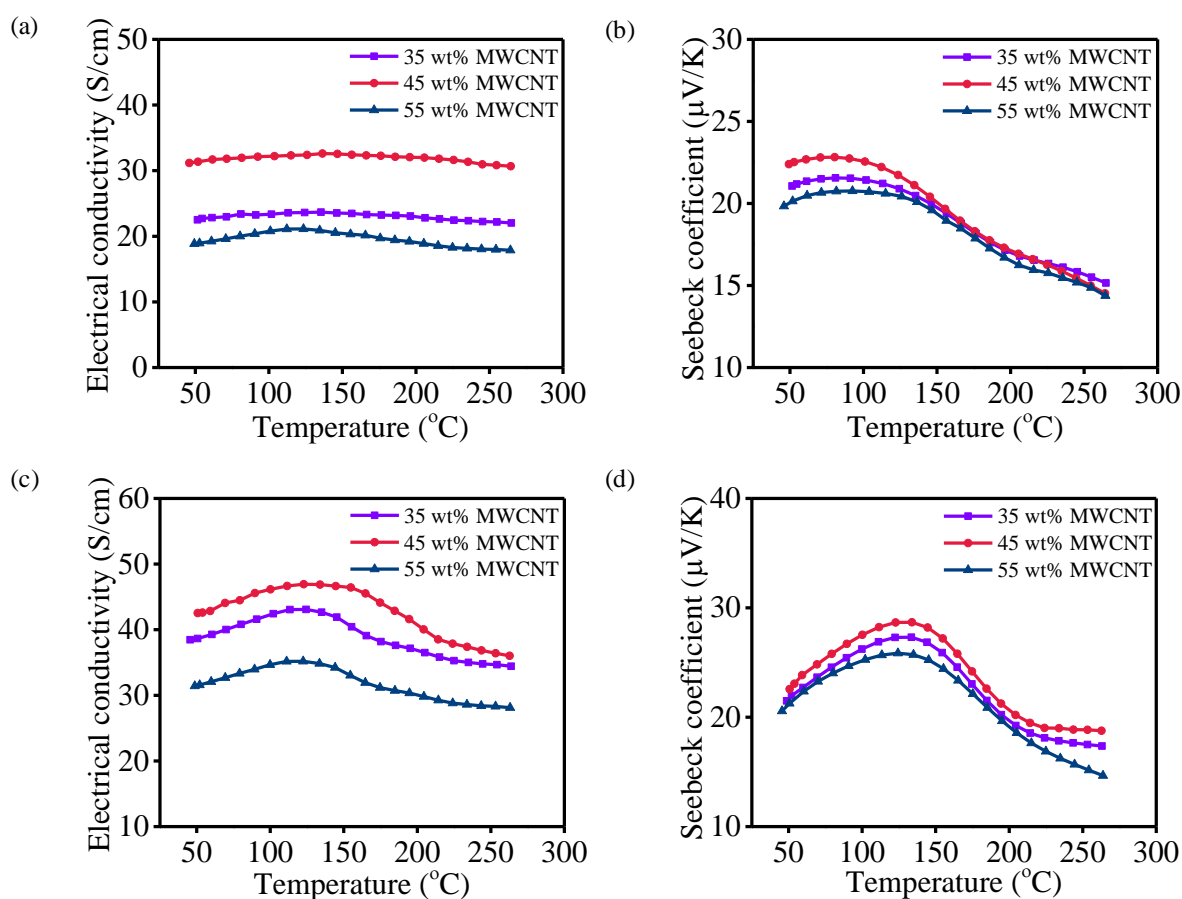 (a)
Electrical conductivity (S/cm)
50
40
30
20
10
0
35 wt% MWCNT
45 wt% MWCNT
55 wt% MWCNT
50 100 150 200 250 300
Temperature (°C)
(b)
Seebeck coefficient (µV/K)
30
25
20
15
10
35 wt% MWCNT
45 wt% MWCNT
55 wt% MWCNT
50 100 150 200 250 300
Temperature (°C)
(c)
Electrical conductivity (S/cm)
60
50
40
30
20
10
35 wt% MWCNT
45 wt% MWCNT
55 wt% MWCNT
50 100 150 200 250 300
Temperature (°C)
(d)
Seebeck coefficient (µV/K)
40
30
20
10
35 wt% MWCNT
45 wt% MWCNT
55 wt% MWCNT
50 100 150 200 250 300
Temperature (°C)